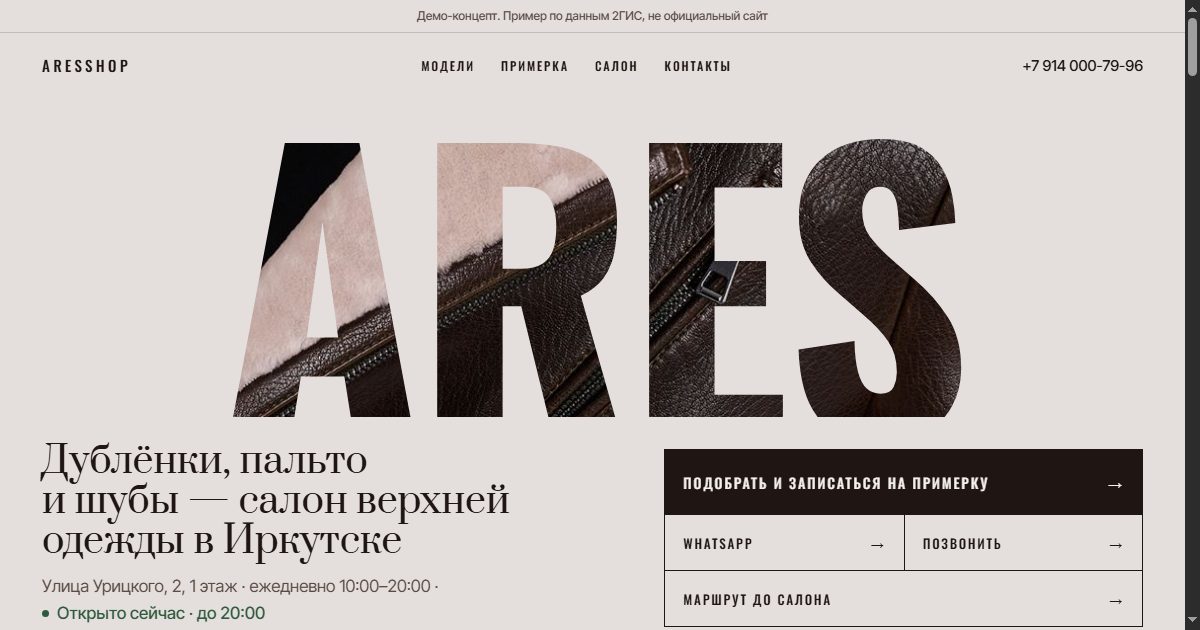 Демо-концепт. Пример по данным 2ГИС, не официальный сайт
ARESSHOP
МОДЕЛИ ПРИМЕРКА САЛОН КОНТАКТЫ
+7 914 000-79-96
ARES
Дублёнки, пальто
и шубы — салон верхней
одежды в Иркутске
Улица Урицкого, 2, 1 этаж · ежедневно 10:00–20:00 ·
Открыто сейчас · до 20:00
ПОДОБРАТЬ И ЗАПИСАТЬСЯ НА ПРИМЕРКУ →
WHATSAPP →
ПОЗВОНИТЬ →
МАРШРУТ ДО САЛОНА →